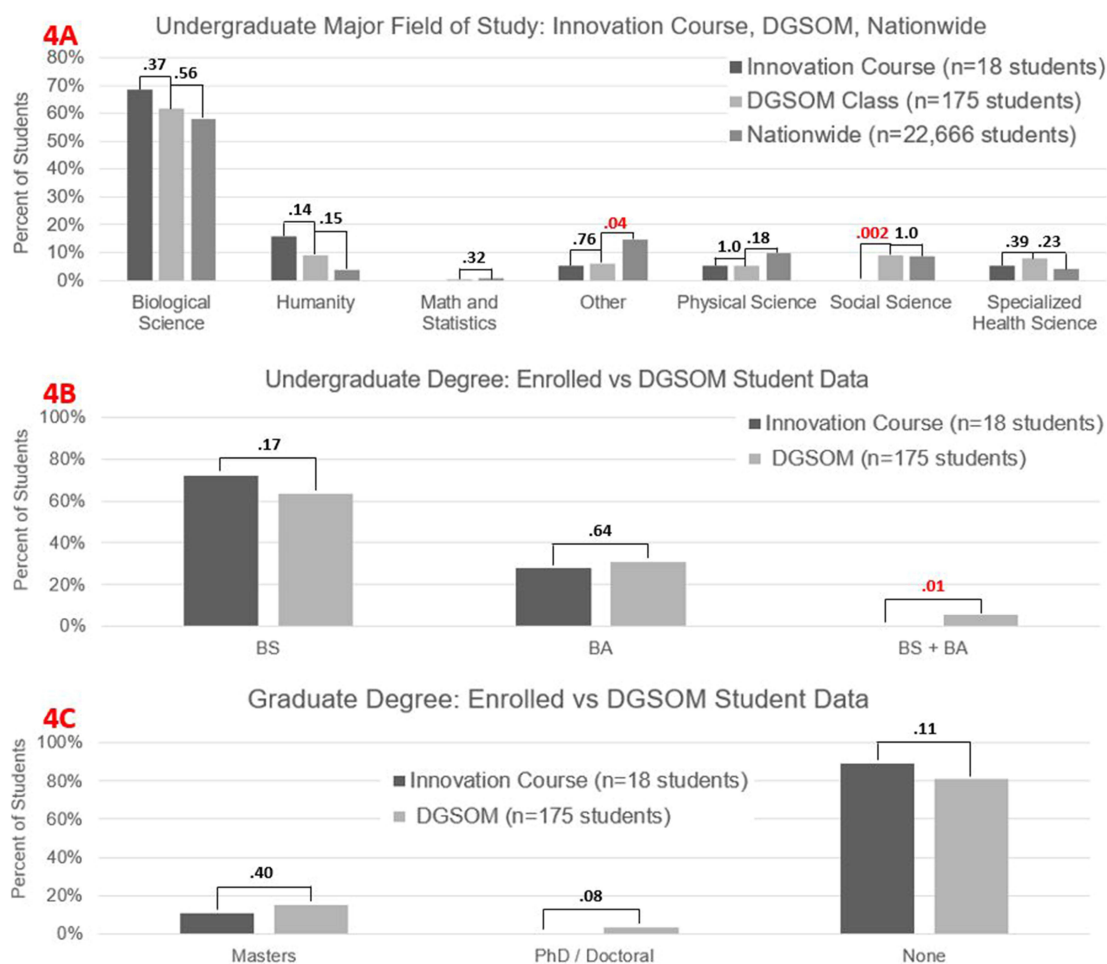 4A
Undergraduate Major Field of Study: Innovation Course, DGSOM, Nationwide
Percent of Students
80%
70%
60%
50%
40%
30%
20%
10%
0%
Innovation Course (n=18 students)
DGSOM Class (n=175 students)
Nationwide (n=22,666 students)
.37 .56
.14 .15
.32
.76 .04
1.0 .18
.002 1.0
.39 .23
Biological Science
Humanity
Math and Statistics
Other
Physical Science
Social Science
Specialized Health Science
4B
Undergraduate Degree: Enrolled vs DGSOM Student Data
Percent of Students
100%
80%
60%
40%
20%
0%
Innovation Course (n=18 students)
DGSOM (n=175 students)
.17
.64
.01
BS
BA
BS + BA
4C
Graduate Degree: Enrolled vs DGSOM Student Data
Percent of Students
100%
80%
60%
40%
20%
0%
Innovation Course (n=18 students)
DGSOM (n=175 students)
.40
.08
.11
Masters
PhD / Doctoral
None